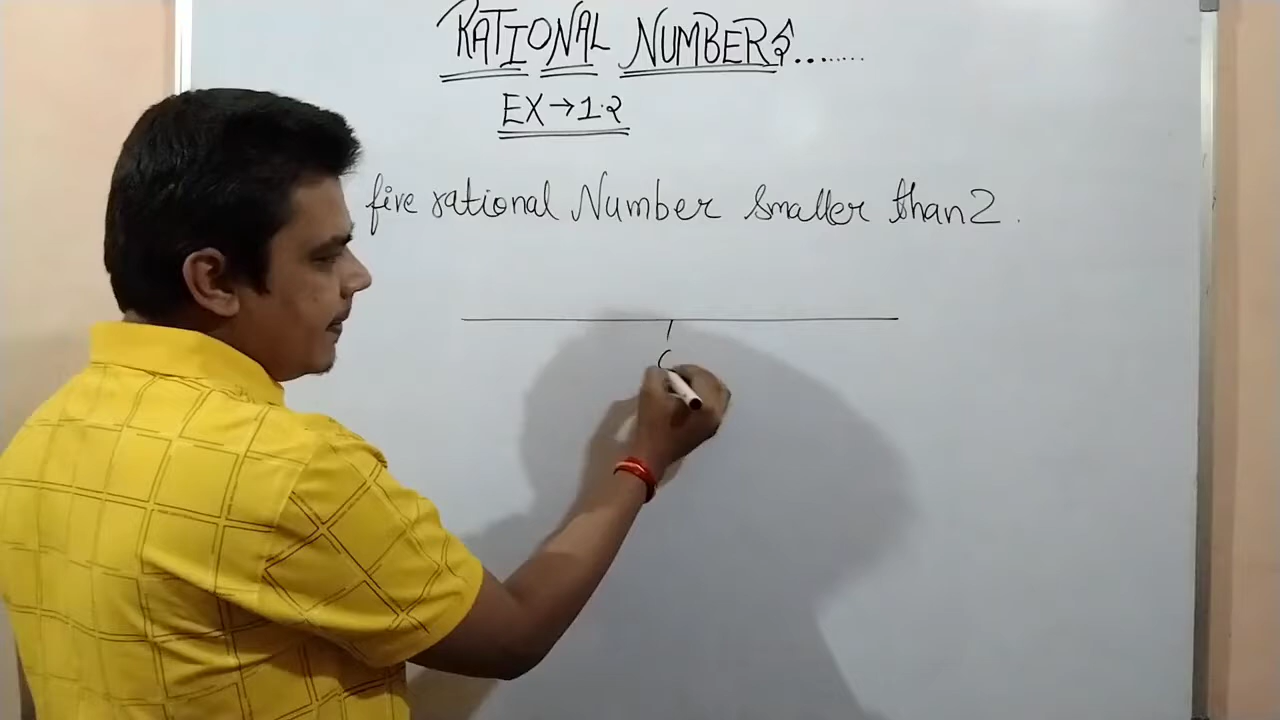 RATIONAL NUMBERS.......
EX→1.2
five rational Number smaller than 2.